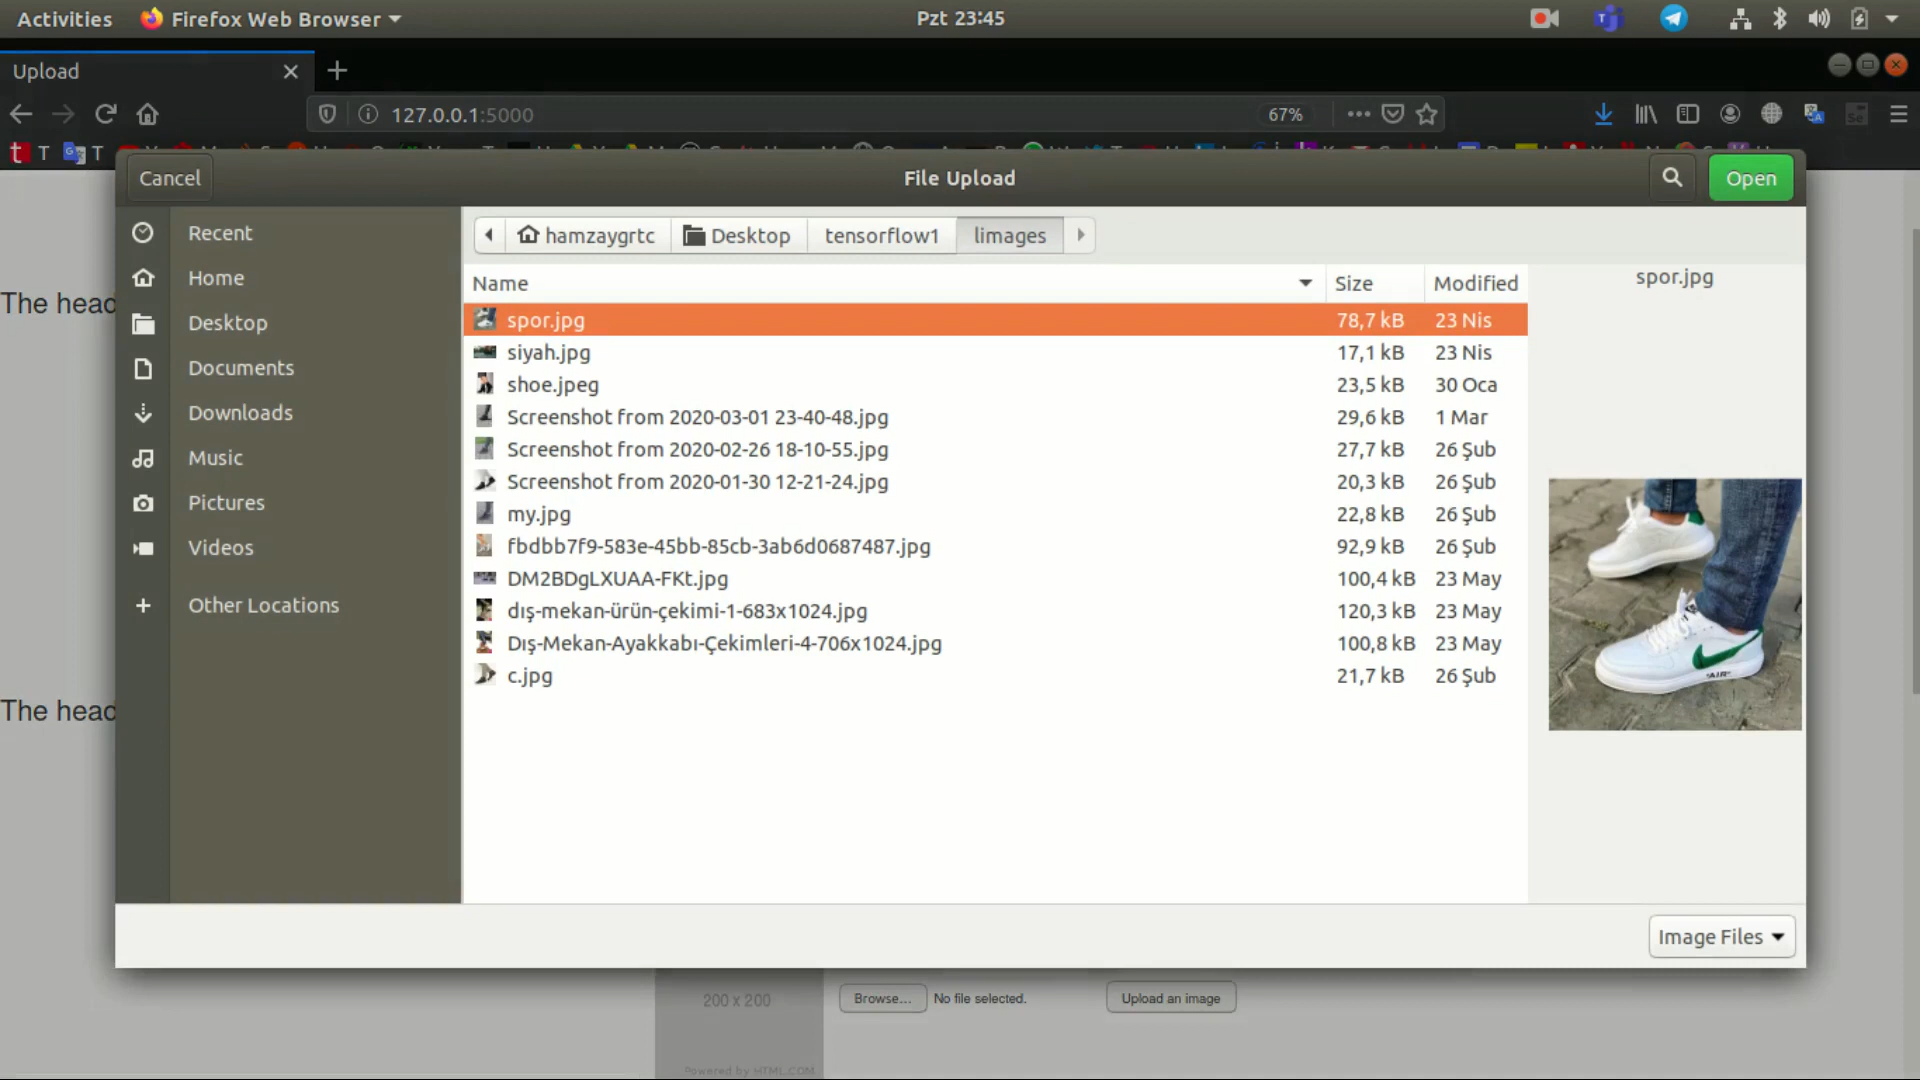 Activities Firefox Web Browser Pzt 23:45
Upload
127.0.0.1:5000 67%
Cancel File Upload Open
Recent
Home
Desktop
Documents
Downloads
Music
Pictures
Videos
Other Locations
hamzaygrtc Desktop tensorflow1 limages
Name Size Modified
spor.jpg 78,7 kB 23 Nis
siyah.jpg 17,1 kB 23 Nis
shoe.jpeg 23,5 kB 30 Oca
Screenshot from 2020-03-01 23-40-48.jpg 29,6 kB 1 Mar
Screenshot from 2020-02-26 18-10-55.jpg 27,7 kB 26 Şub
Screenshot from 2020-01-30 12-21-24.jpg 20,3 kB 26 Şub
my.jpg 22,8 kB 26 Şub
fbdbb7f9-583e-45bb-85cb-3ab6d0687487.jpg 92,9 kB 26 Şub
DM2BDgLXUAA-FKt.jpg 100,4 kB 23 May
dış-mekan-ürün-çekimi-1-683x1024.jpg 120,3 kB 23 May
Dış-Mekan-Ayakkabı-Çekimleri-4-706x1024.jpg 100,8 kB 23 May
c.jpg 21,7 kB 26 Şub
spor.jpg
"AIR"
Image Files
The head
The head
200 x 200 Browse... No file selected. Upload an image
Powered by HTML.COM